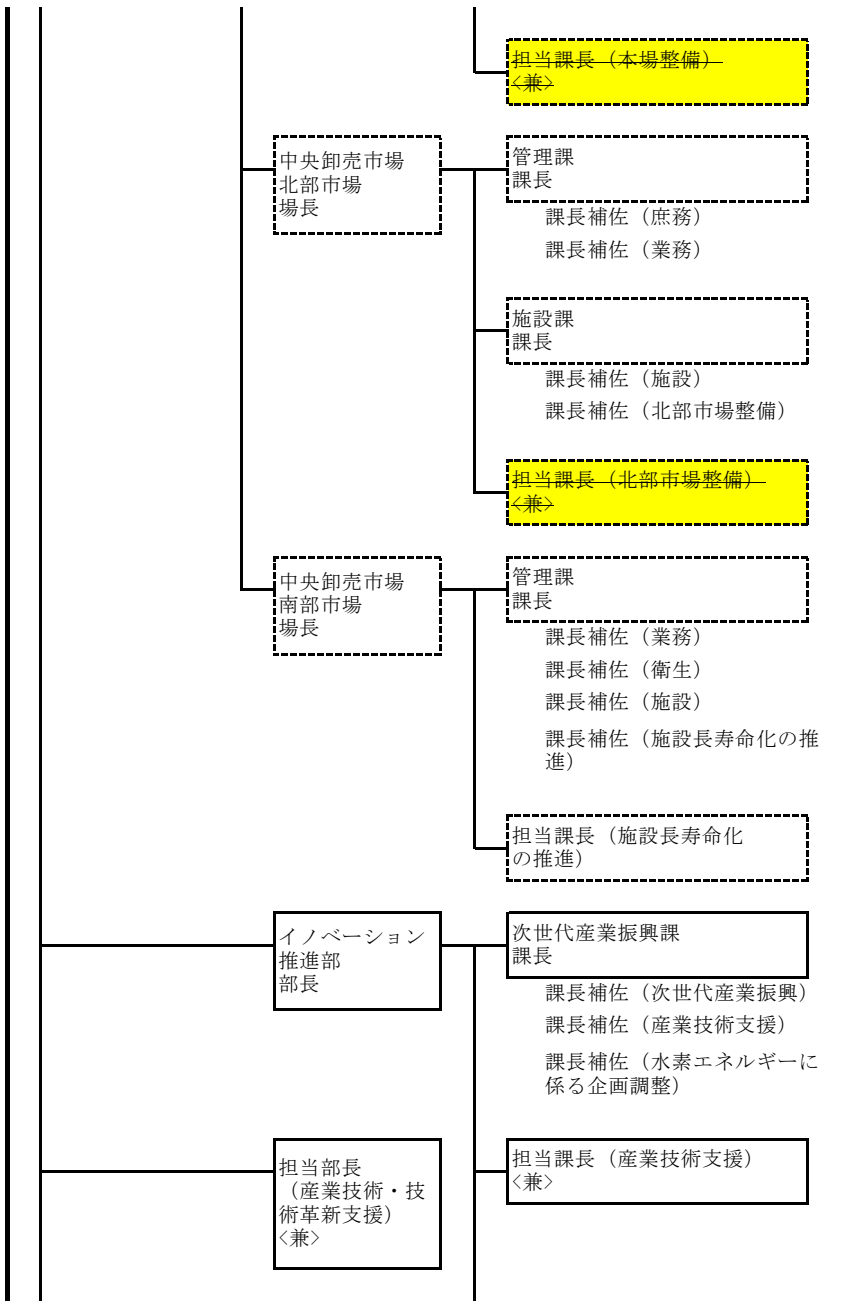 担当課長（本場整備）
<兼>
中央卸売市場
北部市場
場長
管理課
課長
課長補佐（庶務）
課長補佐（業務）
施設課
課長
課長補佐（施設）
課長補佐（北部市場整備）
担当課長（北部市場整備）
<兼>
中央卸売市場
南部市場
場長
管理課
課長
課長補佐（業務）
課長補佐（衛生）
課長補佐（施設）
課長補佐（施設長寿命化の推
進）
担当課長（施設長寿命化
の推進）
イノベーション
推進部
部長
次世代産業振興課
課長
課長補佐（次世代産業振興）
課長補佐（産業技術支援）
課長補佐（水素エネルギーに
係る企画調整）
担当部長
（産業技術・技
術革新支援）
<兼>
担当課長（産業技術支援）
<兼>